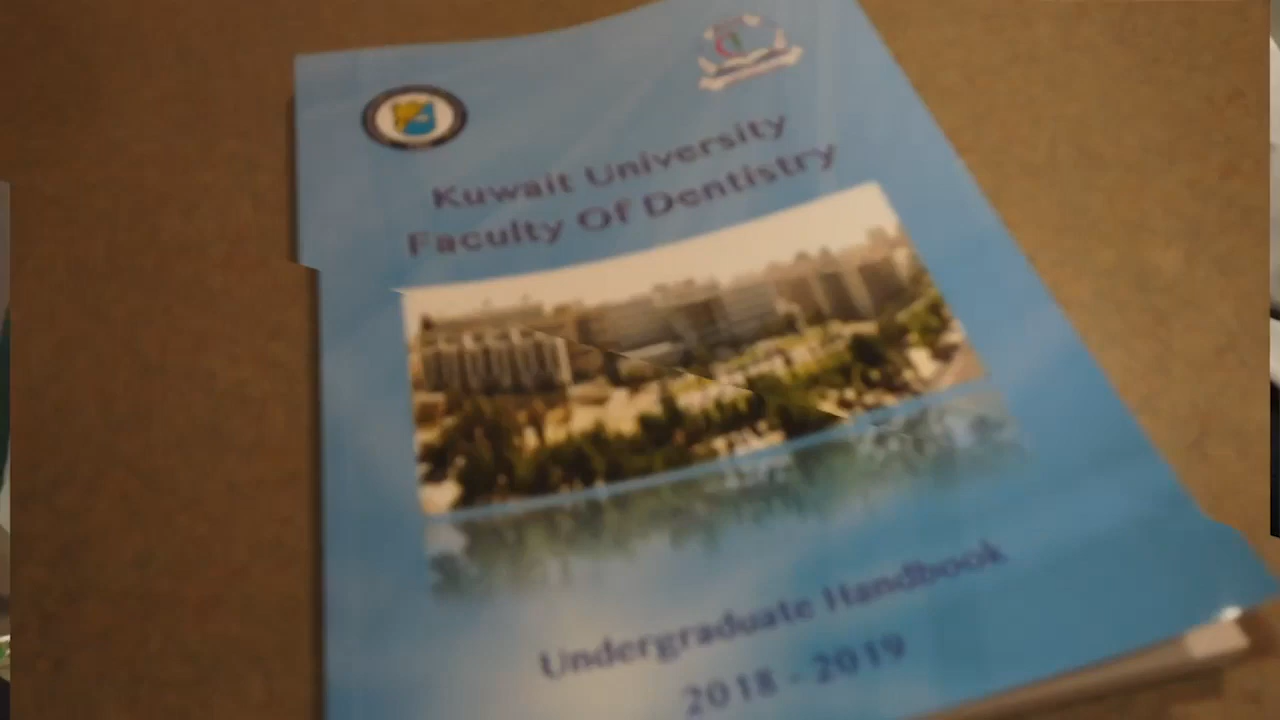 Kuwait University
Faculty Of Dentistry
Undergraduate Handbook
2018 - 2019